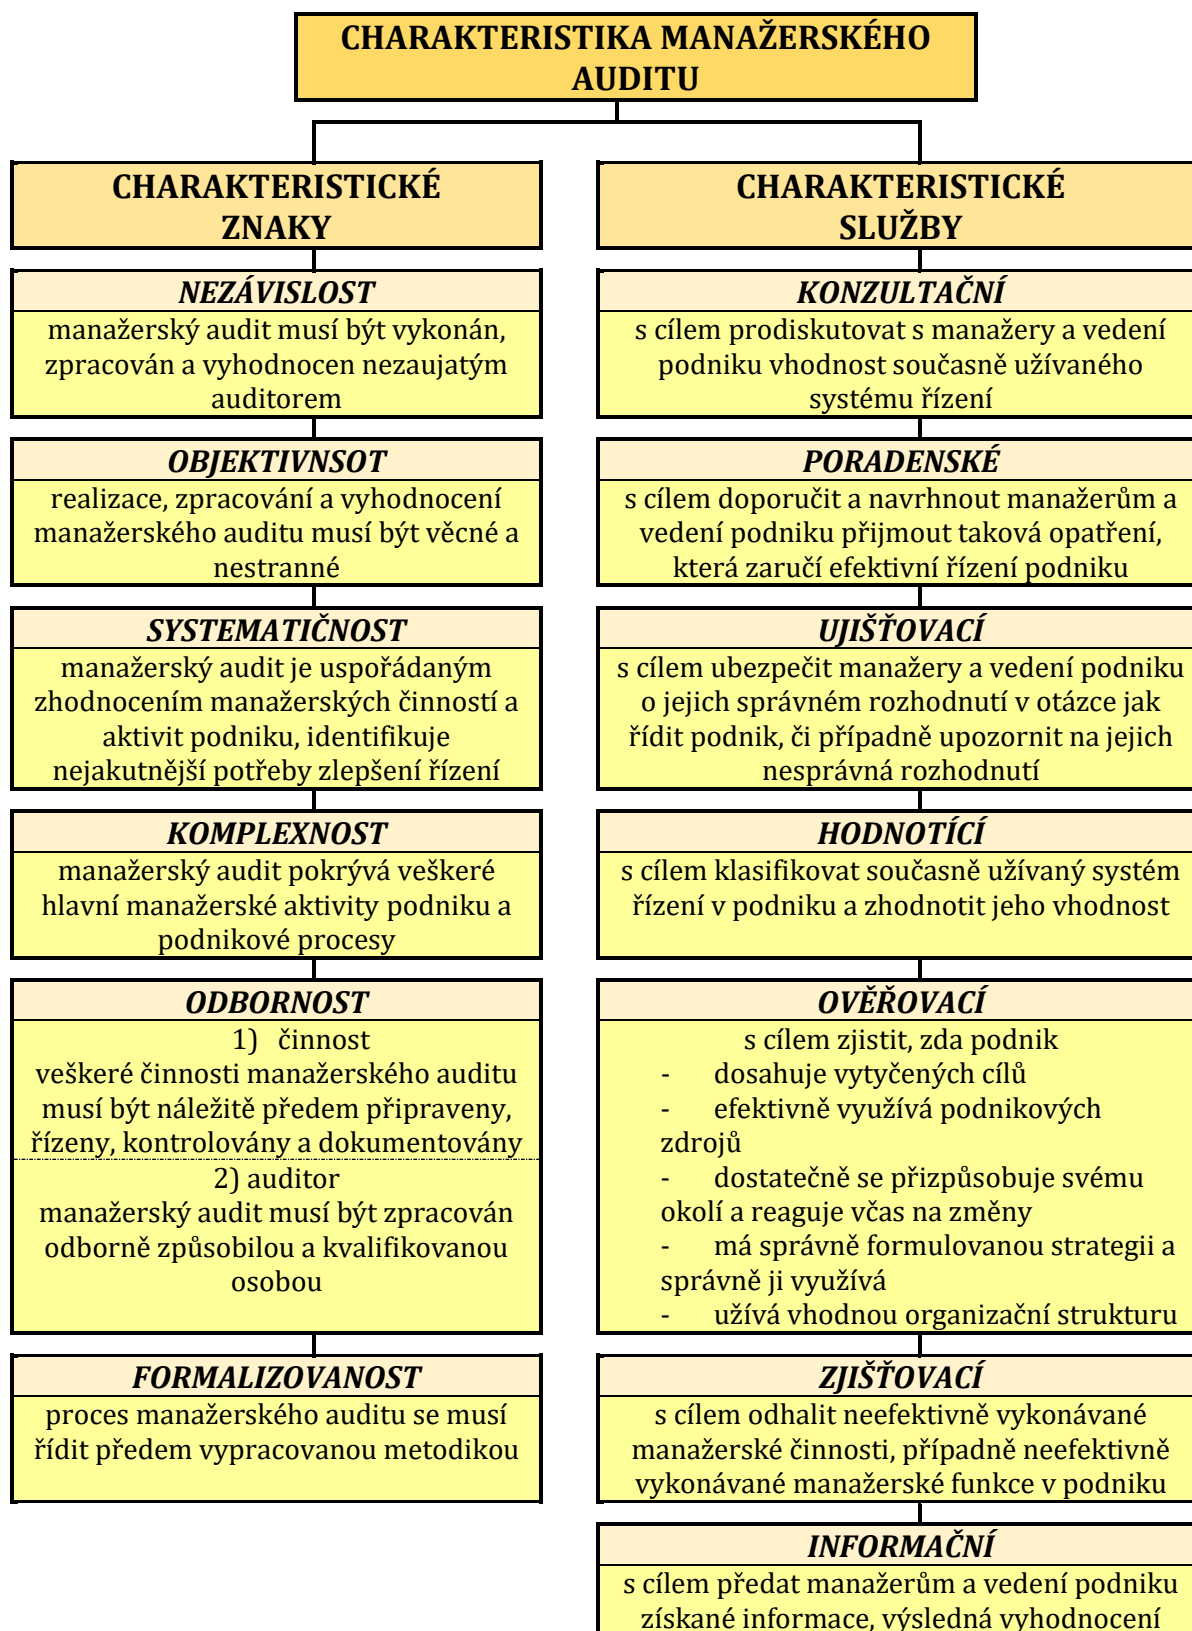 CHARAKTERISTIKA MANAŽERSKÉHO
AUDITU
CHARAKTERISTICKÉ
ZNAKY
NEZÁVISLOST
manažerský audit musí být vykonán,
zpracován a vyhodnocen nezaujatým
auditorem
OBJEKTIVNSOT
realizace, zpracování a vyhodnocení
manažerského auditu musí být věcné a
nestranné
SYSTEMATIČNOST
manažerský audit je uspořádaným
zhodnocením manažerských činností a
aktivit podniku, identifikuje
nejakutnější potřeby zlepšení řízení
KOMPLEXNOST
manažerský audit pokrývá veškeré
hlavní manažerské aktivity podniku a
podnikové procesy
ODBORNOST
1) činnost
veškeré činnosti manažerského auditu
musí být náležitě předem připraveny,
řízeny, kontrolovány a dokumentovány
2) auditor
manažerský audit musí být zpracován
odborně způsobilou a kvalifikovanou
osobou
FORMALIZOVANOST
proces manažerského auditu se musí
řídit předem vypracovanou metodikou
CHARAKTERISTICKÉ
SLUŽBY
KONZULTAČNÍ
s cílem prodiskutovat s manažery a vedení
podniku vhodnost současně užívaného
systému řízení
PORADENSKÉ
s cílem doporučit a navrhnout manažerům a
vedení podniku přijmout taková opatření,
která zaručí efektivní řízení podniku
UJIŠŤOVACÍ
s cílem ubezpečit manažery a vedení podniku
o jejich správném rozhodnutí v otázce jak
řídit podnik, či případně upozornit na jejich
nesprávná rozhodnutí
HODNOTÍCÍ
s cílem klasifikovat současně užívaný systém
řízení v podniku a zhodnotit jeho vhodnost
OVĚŘOVACÍ
s cílem zjistit, zda podnik
- dosahuje vytyčených cílů
- efektivně využívá podnikových
zdrojů
- dostatečně se přizpůsobuje svému
okolí a reaguje včas na změny
- má správně formulovanou strategii a
správně ji využívá
- užívá vhodnou organizační strukturu
ZJIŠŤOVACÍ
s cílem odhalit neefektivně vykonávané
manažerské činnosti, případně neefektivně
vykonávané manažerské funkce v podniku
INFORMAČNÍ
s cílem předat manažerům a vedení podniku
získané informace, výsledná vyhodnocení